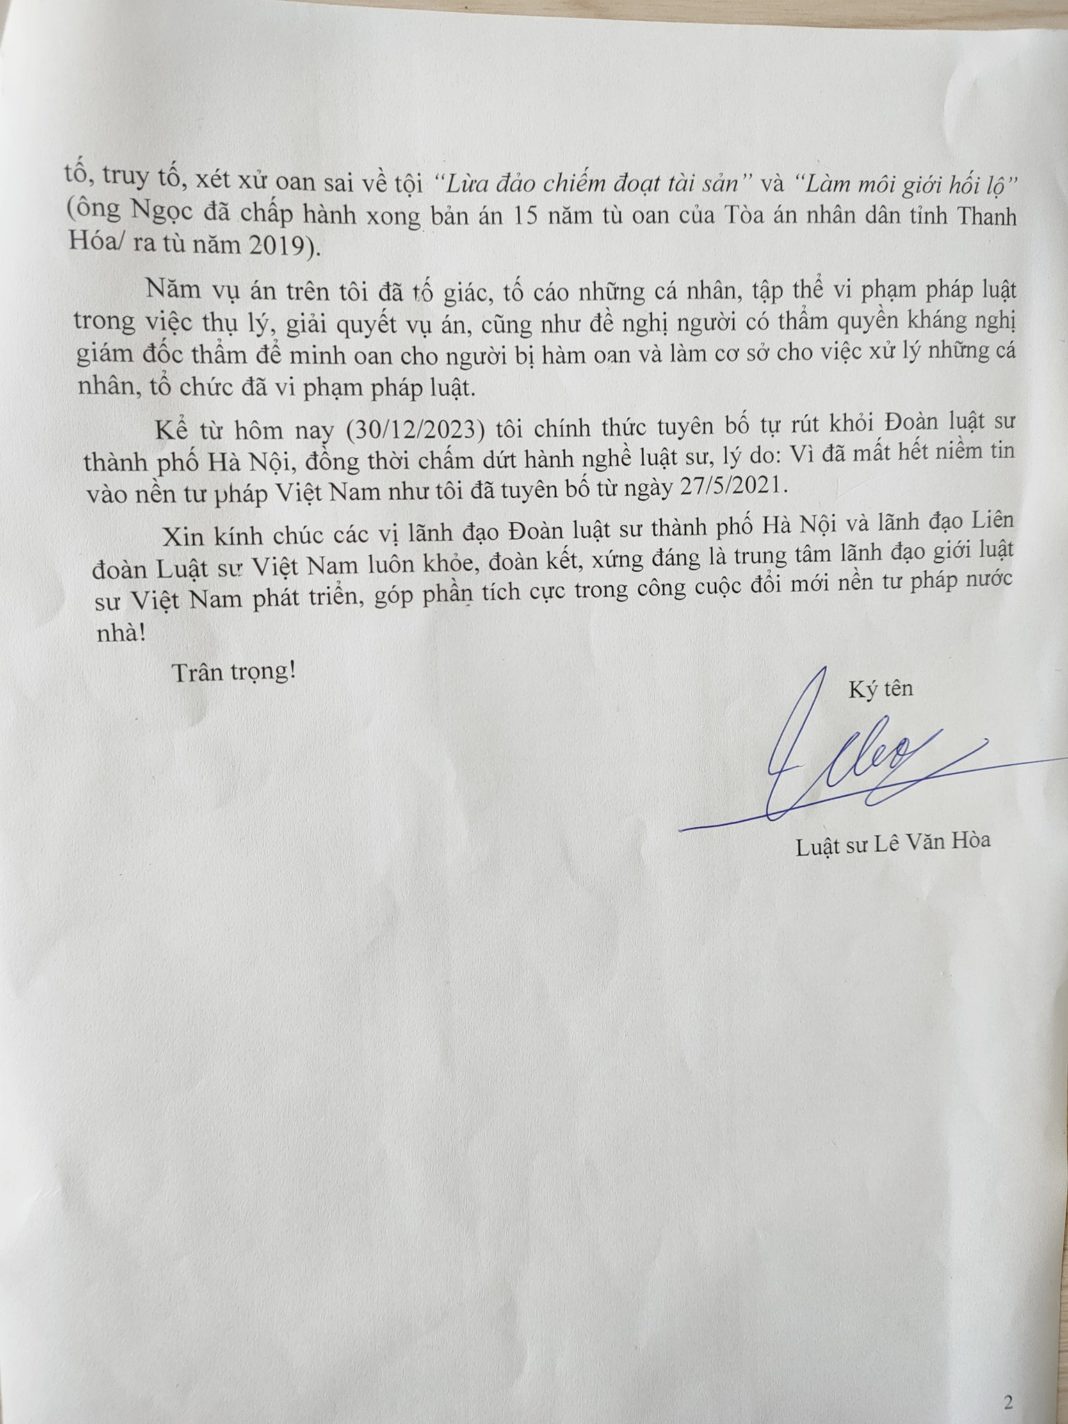 tố, truy tố, xét xử oan sai về tội “Lừa đảo chiếm đoạt tài sản” và “Làm môi giới hối lộ”
(ông Ngọc đã chấp hành xong bản án 15 năm tù oan của Tòa án nhân dân tỉnh Thanh
Hóa/ ra tù năm 2019).
Năm vụ án trên tôi đã tố giác, tố cáo những cá nhân, tập thể vi phạm pháp luật
trong việc thụ lý, giải quyết vụ án, cũng như đề nghị người có thẩm quyền kháng nghị
giám đốc thẩm để minh oan cho người bị hàm oan và làm cơ sở cho việc xử lý những cá
nhân, tổ chức đã vi phạm pháp luật.
Kể từ hôm nay (30/12/2023) tôi chính thức tuyên bố tự rút khỏi Đoàn luật sư
thành phố Hà Nội, đồng thời chấm dứt hành nghề luật sư, lý do: Vì đã mất hết niềm tin
vào nền tư pháp Việt Nam như tôi đã tuyên bố từ ngày 27/5/2021.
Xin kính chúc các vị lãnh đạo Đoàn luật sư thành phố Hà Nội và lãnh đạo Liên
đoàn Luật sư Việt Nam luôn khỏe, đoàn kết, xứng đáng là trung tâm lãnh đạo giới luật
sư Việt Nam phát triển, góp phần tích cực trong công cuộc đổi mới nền tư pháp nước
nhà!
Trân trọng!
Ký tên
Luật sư Lê Văn Hòa
2